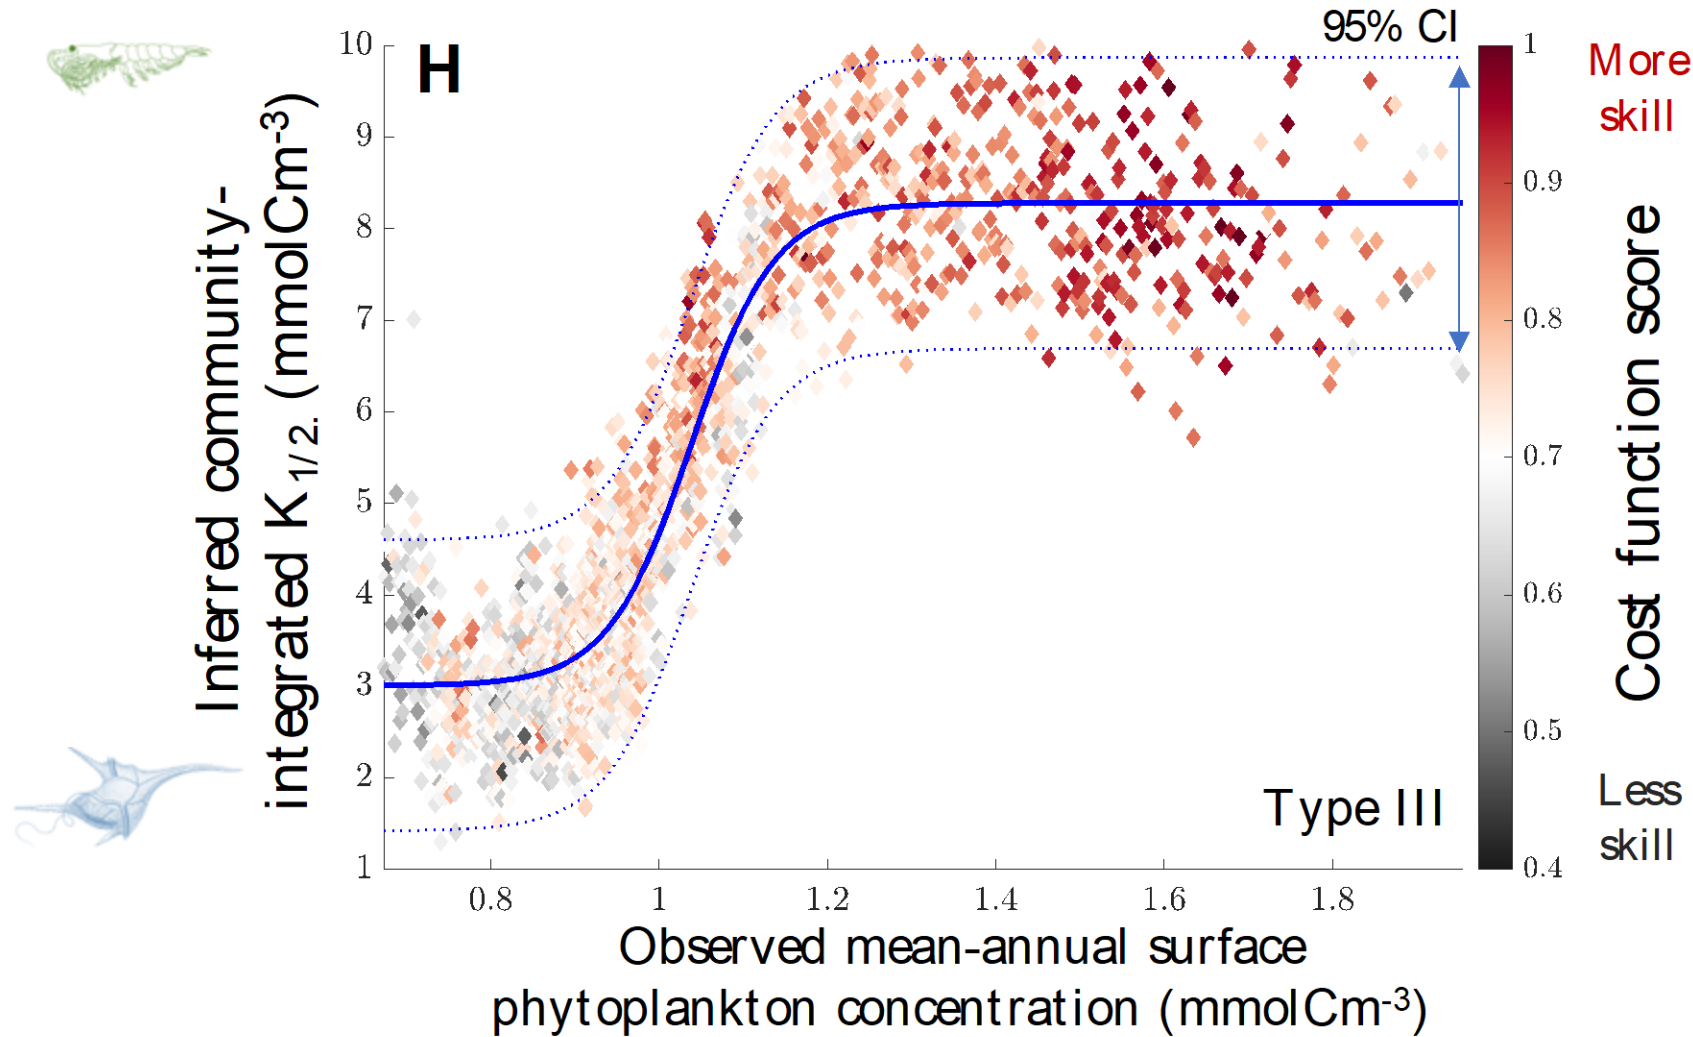 95% CI
H
10
9
8
7
6
5
4
3
2
1
Inferred community-
integrated K1/2. (mmolCm-3)
Type III
0.8
1
1.2
1.4
1.6
1.8
Observed mean-annual surface
phytoplankton concentration (mmolCm-3)
1
0.9
0.8
0.7
0.6
0.5
0.4
Cost function score
More
skill
Less
skill